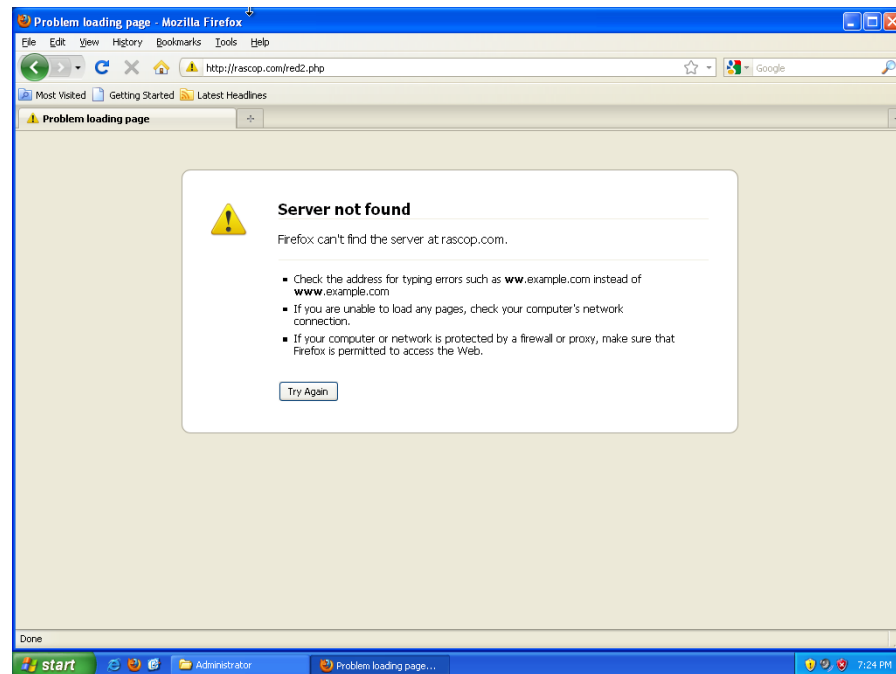 Problem loading page - Mozilla Firefox
File Edit View History Bookmarks Tools Help
http://rascop.com/red2.php
Google
Most Visited Getting Started Latest Headlines
Problem loading page
Server not found
Firefox can't find the server at rascop.com.
Check the address for typing errors such as ww.example.com instead of
www.example.com
If you are unable to load any pages, check your computer's network
connection.
If your computer or network is protected by a firewall or proxy, make sure that
Firefox is permitted to access the Web.
Try Again
Done
start Administrator Problem loading page... 7:24 PM